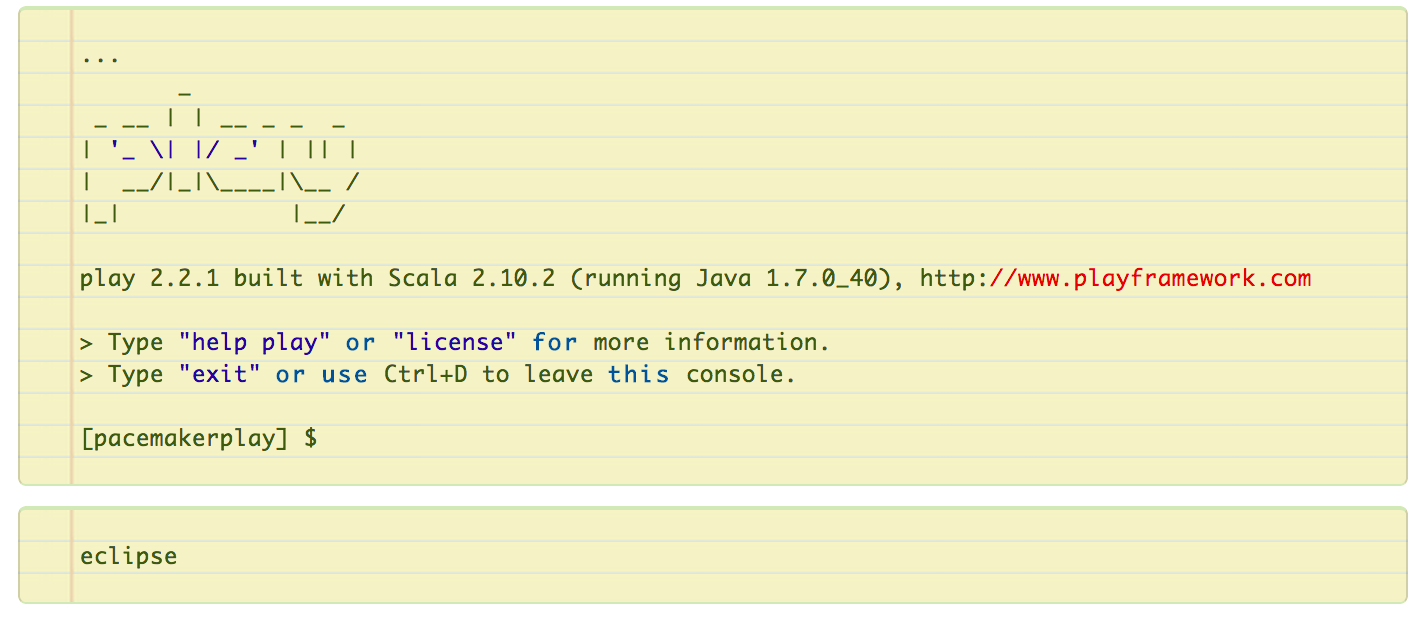 ...
       _
 _ __ | | __ _ _  _
| '_ \| |/ _' | || |
|  __/|_|\____|\__ /
|_|            |__/
play 2.2.1 built with Scala 2.10.2 (running Java 1.7.0_40), http://www.playframework.com
> Type "help play" or "license" for more information.
> Type "exit" or use Ctrl+D to leave this console.
[pacemakerplay] $
eclipse